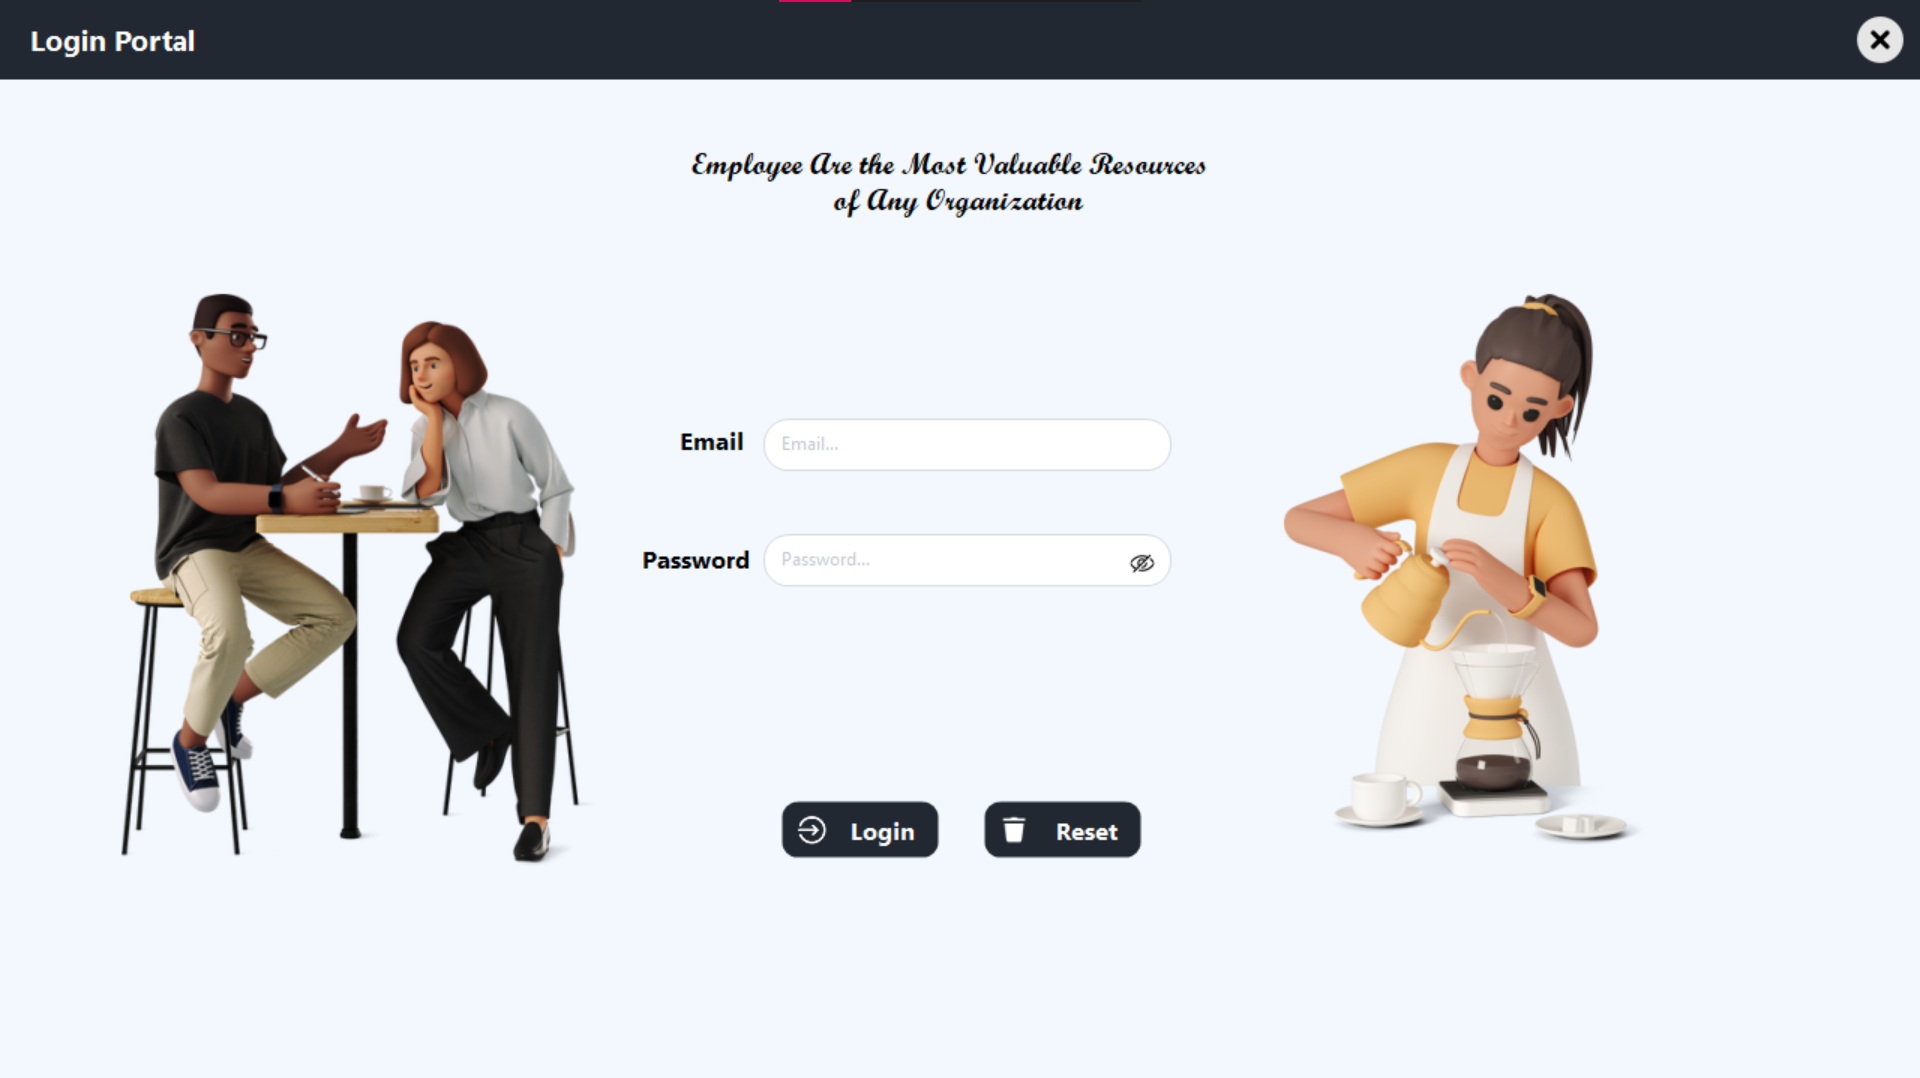 Login Portal
Employee Are the Most Valuable Resources
of Any Organization
Email
Email...
Password
Password...
Login
Reset